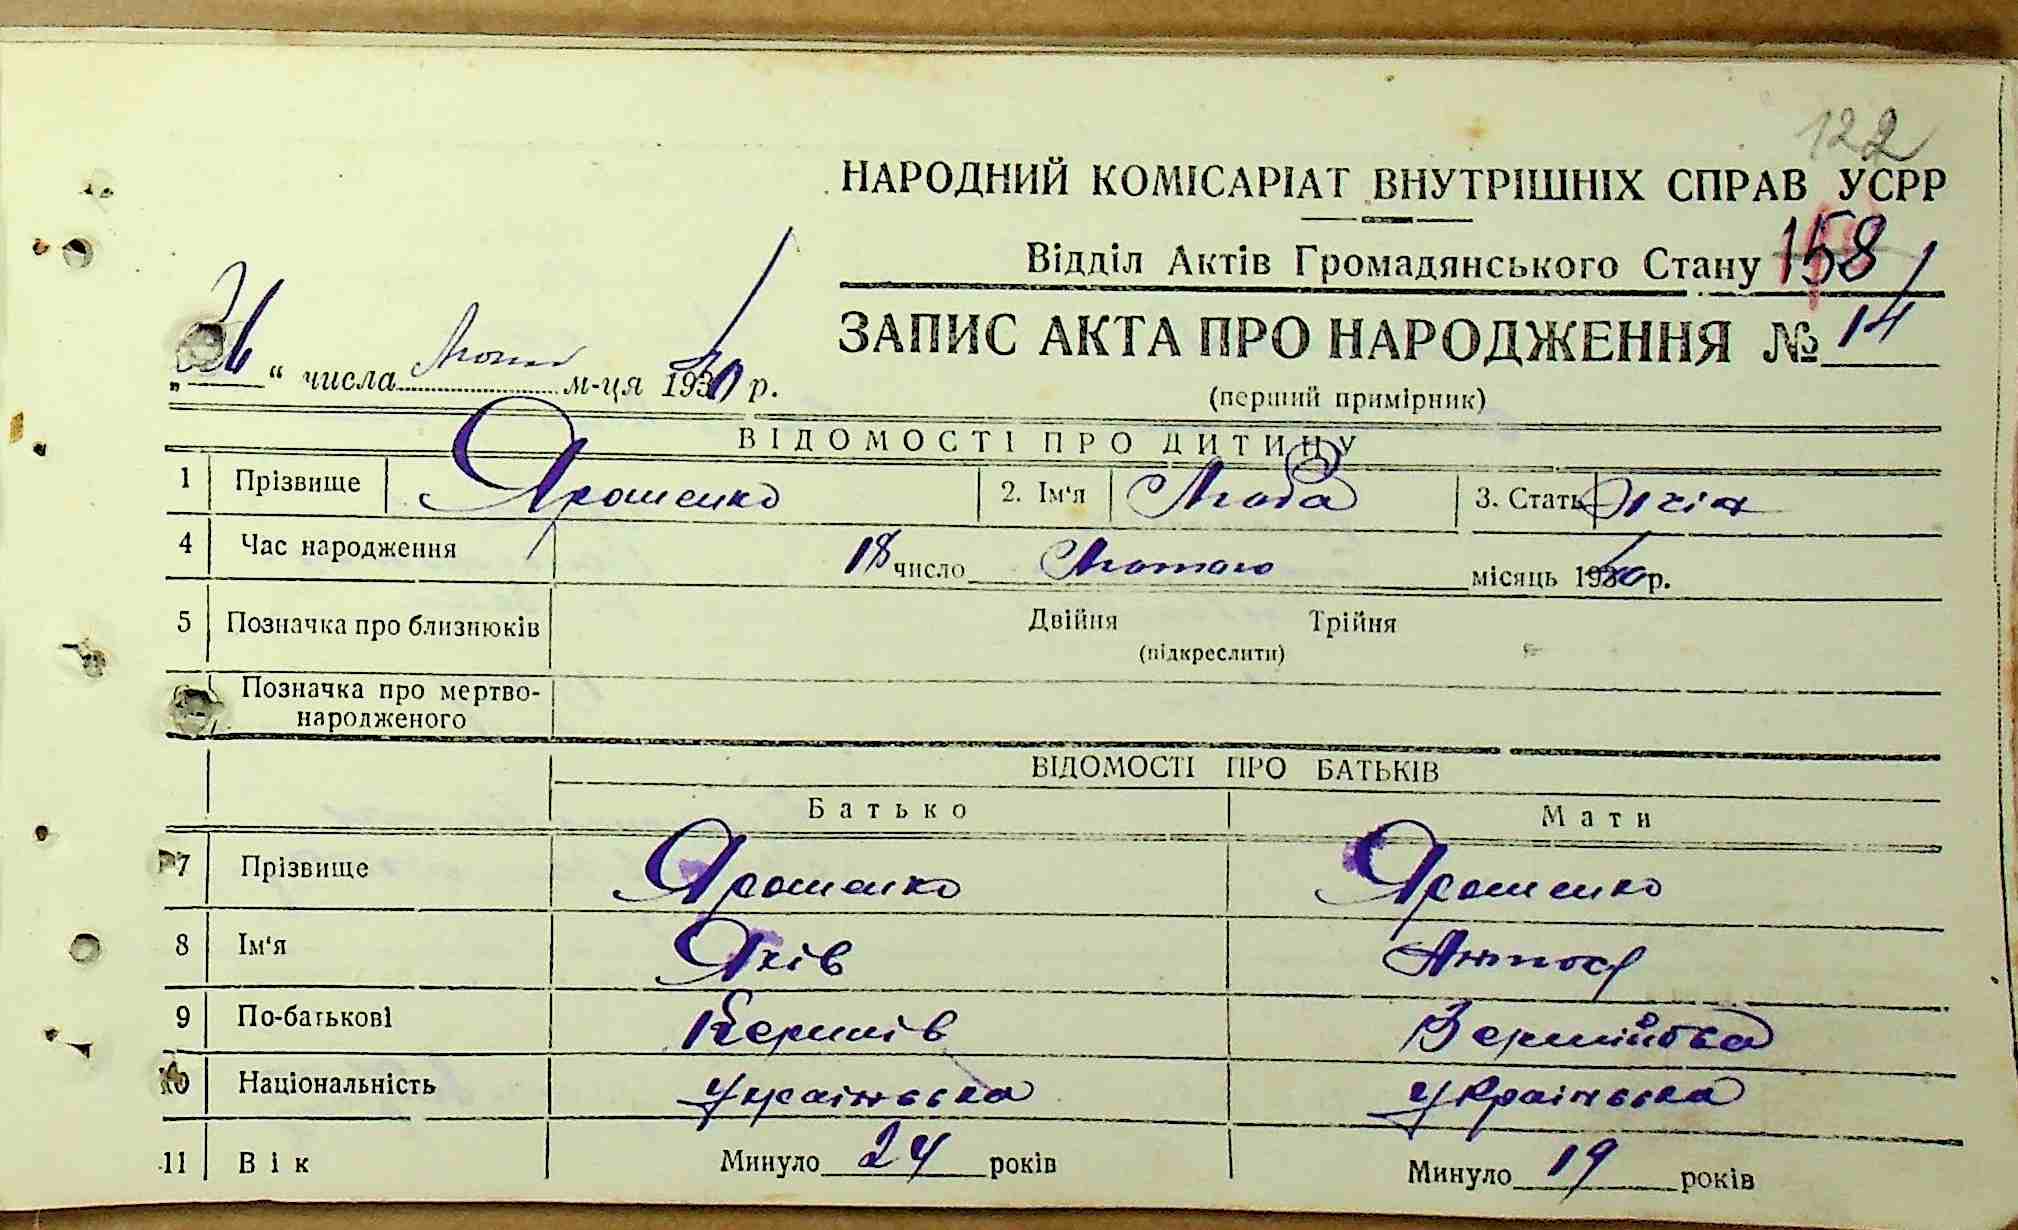 122
НАРОДНИЙ КОМІСАРІАТ ВНУТРІШНІХ СПРАВ УСРР
Відділ Актів Громадянського Стану 158
ЗАПИС АКТА ПРО НАРОДЖЕННЯ № 14
„ “ числа м-ця 1930 р.
(перший примірник)
ВІДОМОСТІ ПРО ДИТИНУ
1 Прізвище Ярошенко 2. Ім'я Люба 3. Стать
4 Час народження 18 число Лютого місяць 1930 р.
5 Позначка про близнюків Двійня Трійня
(підкреслити)
Позначка про мертво-
народженого
ВІДОМОСТІ ПРО БАТЬКІВ
Батько Мати
7 Прізвище Ярошенко Ярошенко
8 Ім'я Яків
9 По-батькові
10 Національність українська українська
11 Вік Минуло 24 років Минуло 19 років